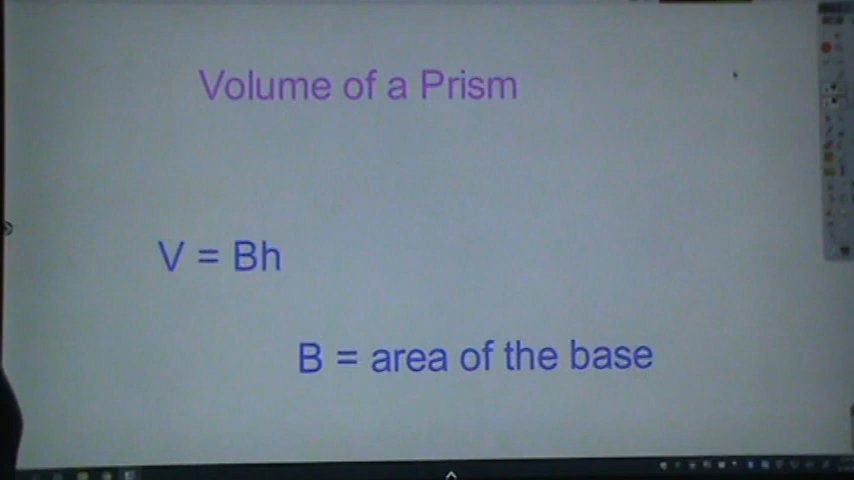 Volume of a Prism
V = Bh
B = area of the base